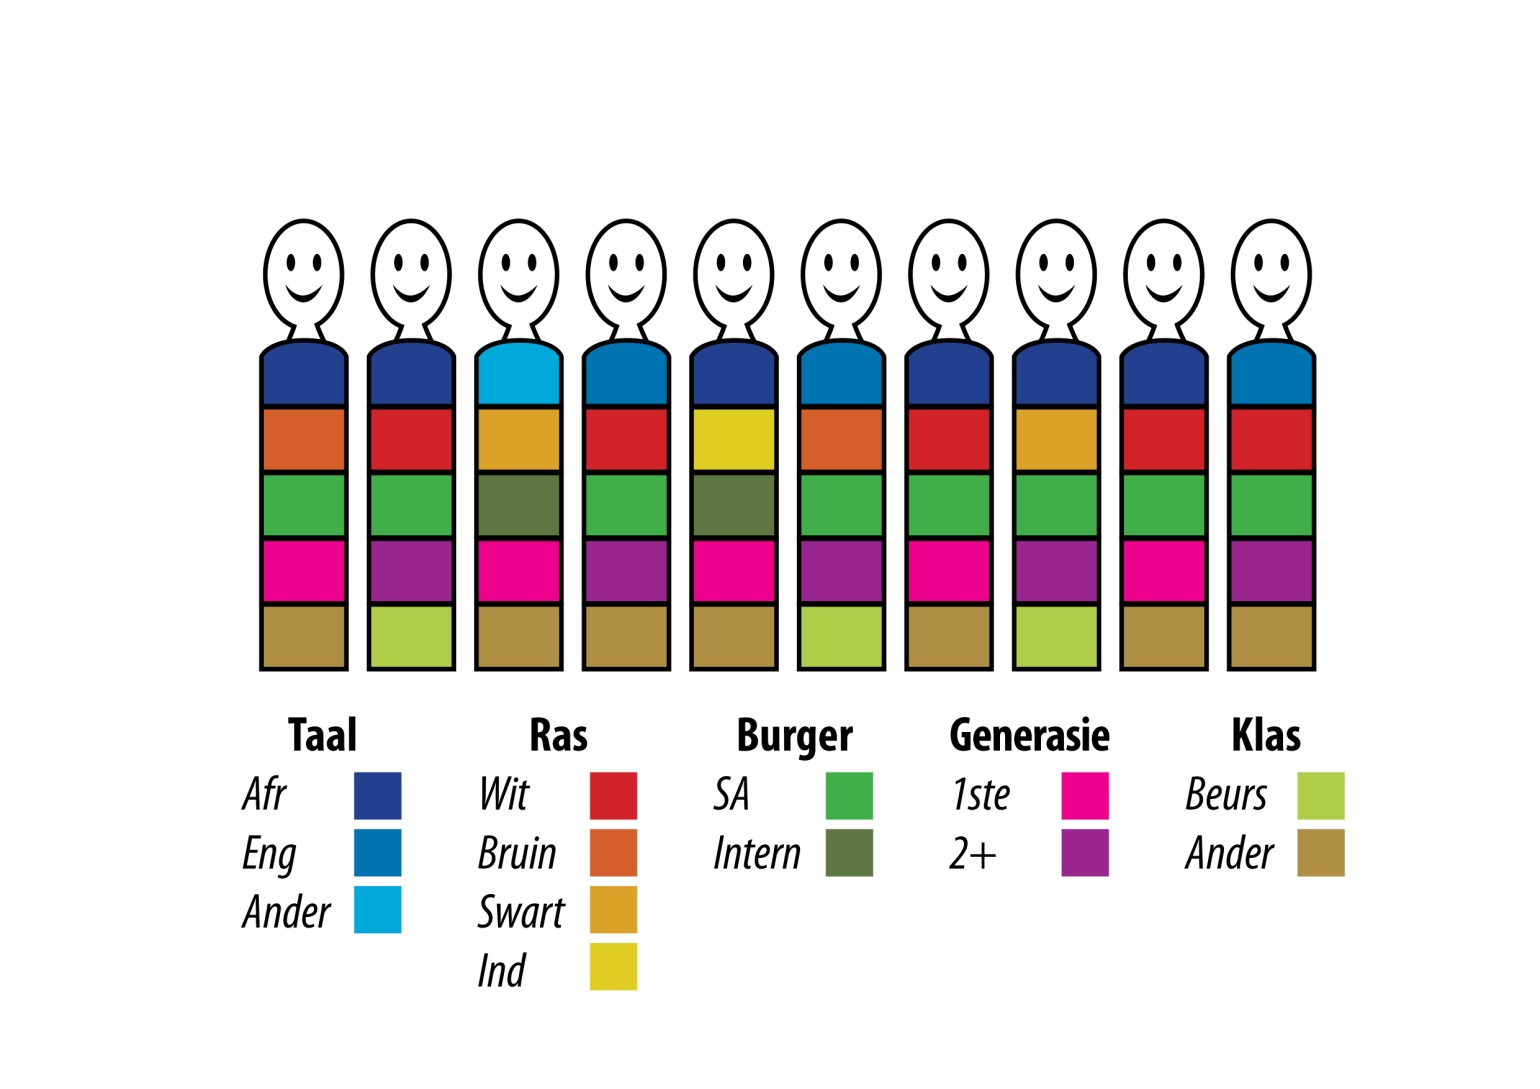 Taal Ras Burger Generasie Klas
Afr Wit SA 1ste Beurs
Eng Bruin Intern 2+ Ander
Ander Swart
Ind